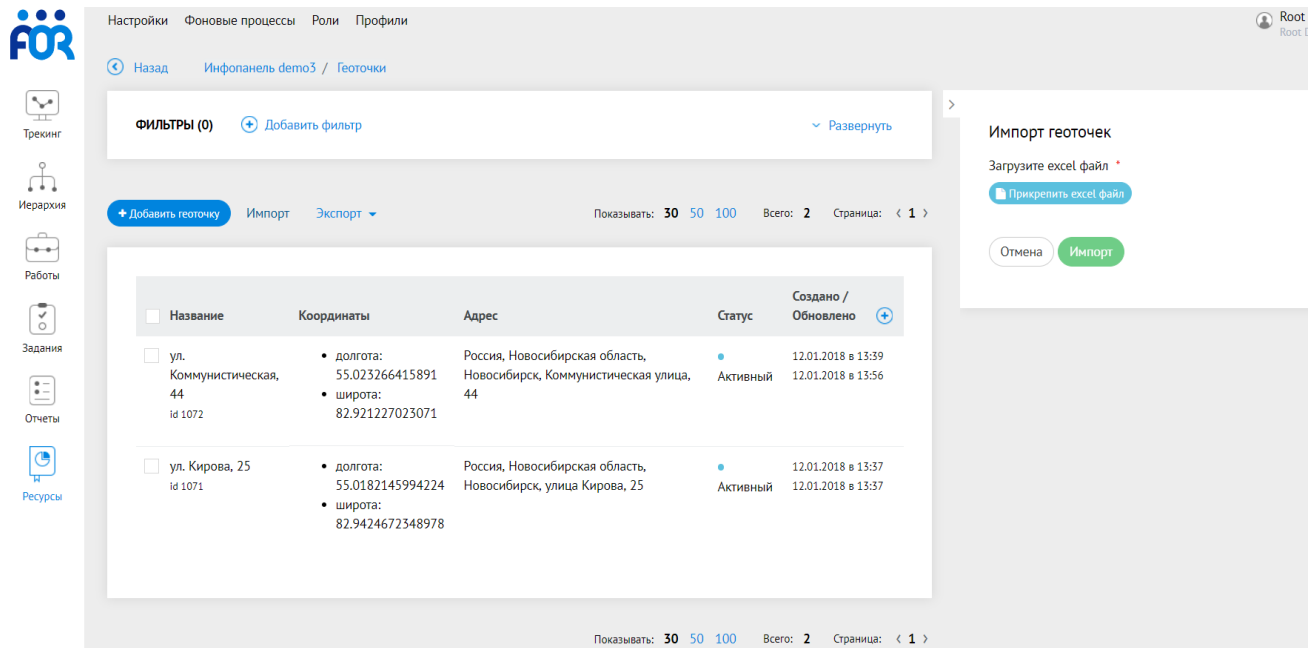 FOR
Настройки Фоновые процессы Роли Профили
Root
Root D
Назад Инфопанель demo3 / Геоточки
Трекинг
Иерархия
Работы
Задания
Отчеты
Ресурсы
ФИЛЬТРЫ (0) Добавить фильтр Развернуть
+ Добавить геоточку Импорт Экспорт Показывать: 30 50 100 Всего: 2 Страница: 1
Название Координаты Адрес Статус Создано /
Обновлено
ул. • долгота: Россия, Новосибирская область, 12.01.2018 в 13:39
Коммунистическая, 55.023266415891 Новосибирск, Коммунистическая улица, Активный 12.01.2018 в 13:56
44 • широта: 44
id 1072 82.921227023071
ул. Кирова, 25 • долгота: Россия, Новосибирская область, 12.01.2018 в 13:37
id 1071 55.0182145994224 Новосибирск, улица Кирова, 25 Активный 12.01.2018 в 13:37
• широта:
82.9424672348978
Показывать: 30 50 100 Всего: 2 Страница: 1
Импорт геоточек
Загрузите excel файл *
Прикрепить excel файл
Отмена Импорт